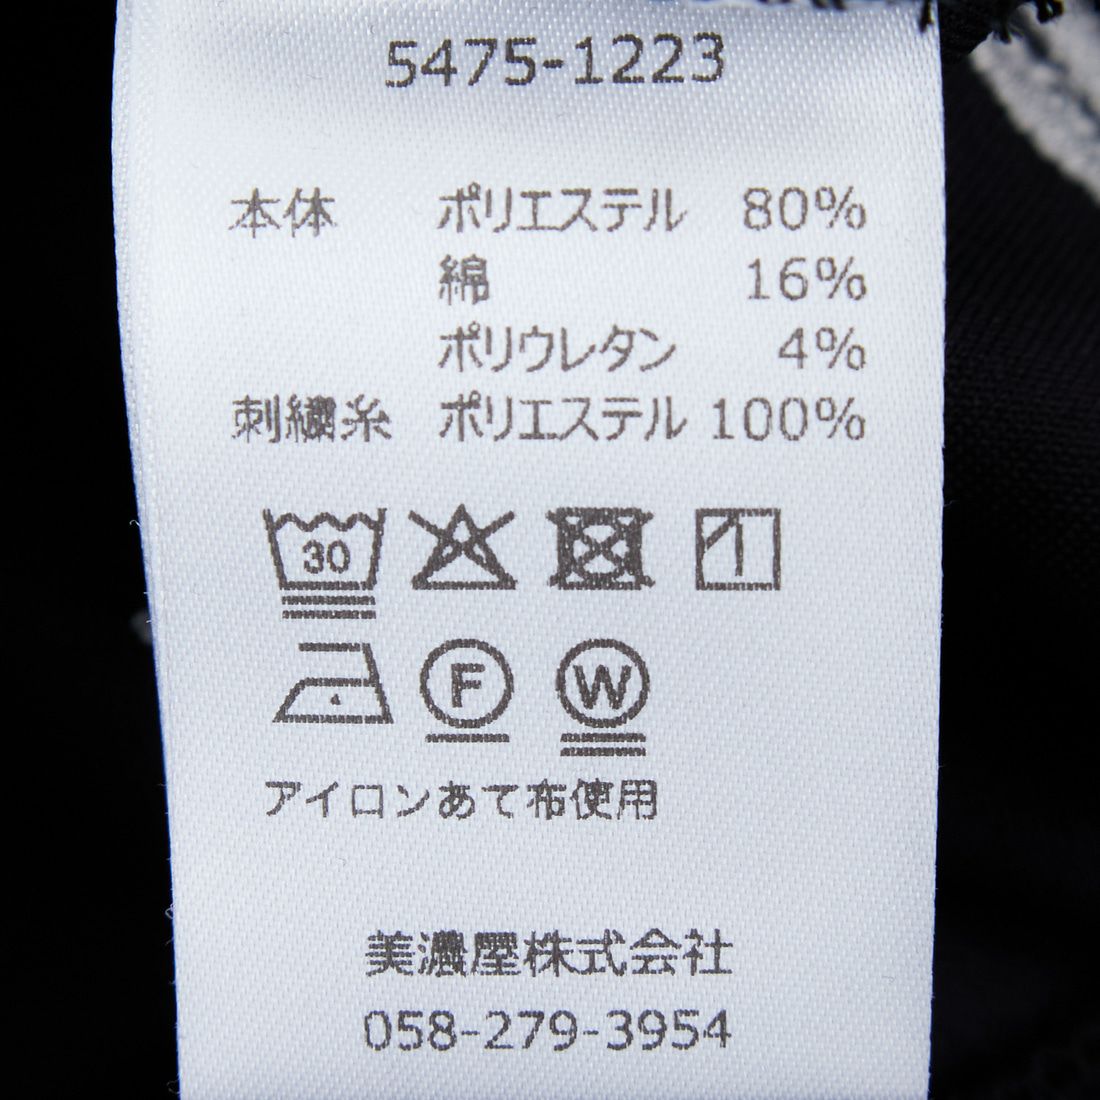 5475-1223
本体 ポリエステル 80%
綿 16%
ポリウレタン 4%
刺繍糸 ポリエステル 100%
30
F W
アイロンあて布使用
美濃屋株式会社
058-279-3954